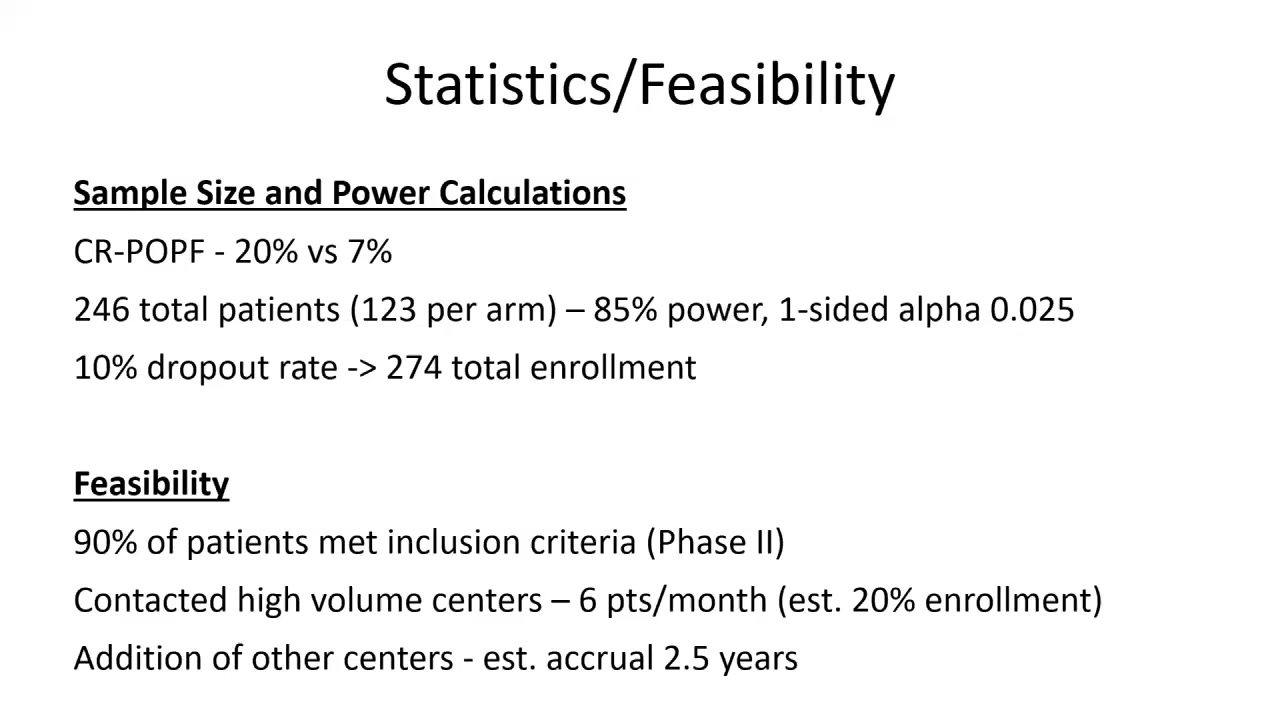 Statistics/Feasibility
Sample Size and Power Calculations
CR-POPF - 20% vs 7%
246 total patients (123 per arm) – 85% power, 1-sided alpha 0.025
10% dropout rate -> 274 total enrollment
Feasibility
90% of patients met inclusion criteria (Phase II)
Contacted high volume centers – 6 pts/month (est. 20% enrollment)
Addition of other centers - est. accrual 2.5 years